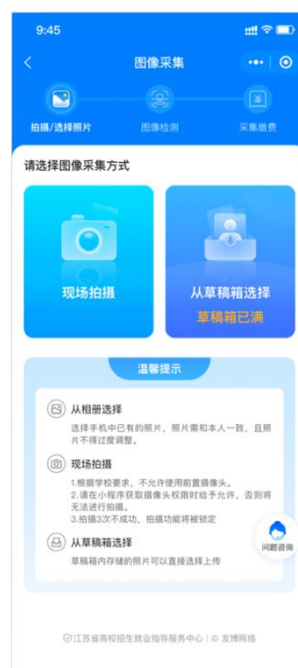 9:45
图像采集
拍摄/选择照片
图像检测
采集缴费
请选择图像采集方式
现场拍摄
从草稿箱选择
草稿箱已满
温馨提示
从相册选择
选择手机中已有的照片，照片需和本人一致，且照
片不得过度调整。
现场拍摄
1.根据学校要求，不允许使用前置摄像头。
2.请在小程序获取摄像头权限时给予允许，否则将
无法进行拍摄。
3.拍摄3次不成功，拍摄功能将被锁定
问题咨询
从草稿箱选择
草稿箱内存储的照片可以直接选择上传
江苏省高校招生就业指导服务中心 | © 友博网络